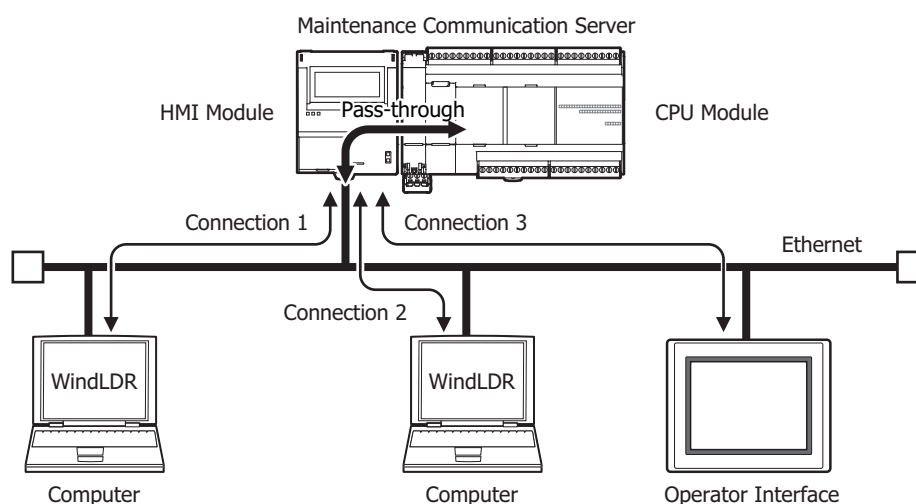 Maintenance Communication Server
HMI Module
Pass-through
CPU Module
Connection 1
Connection 3
Ethernet
Connection 2
WindLDR
WindLDR
Computer
Computer
Operator Interface